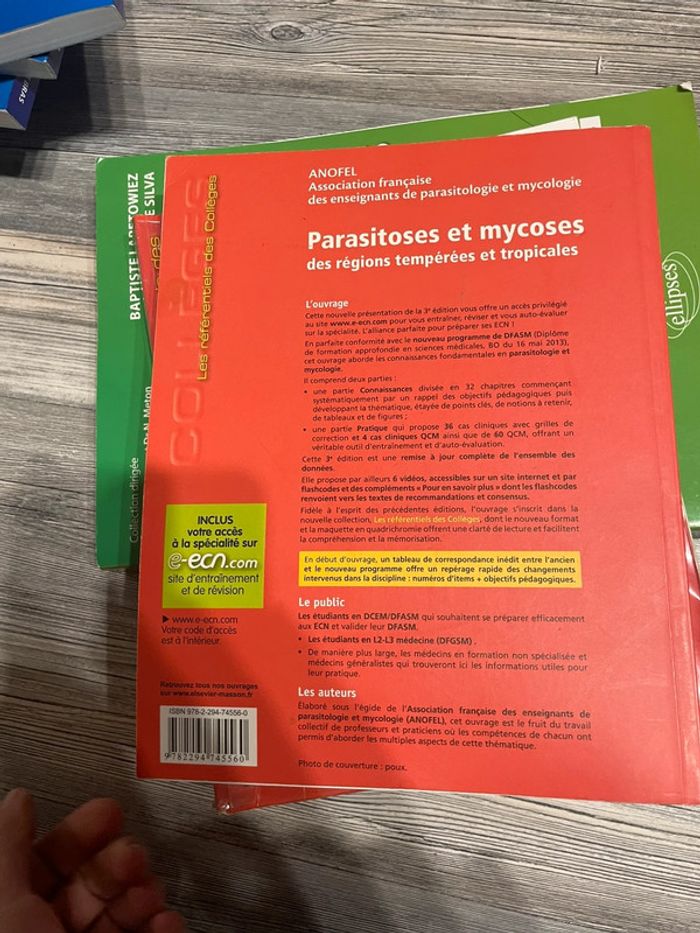 URAS
BAPTISTE LABETOWIEZ
E SILVA
Collection dirigée
Dr N. Meton
des
ellipses
COLLÈGES
Les référentiels des Collèges
ANOFEL
Association française
des enseignants de parasitologie et mycologie
Parasitoses et mycoses
des régions tempérées et tropicales
L'ouvrage
Cette nouvelle présentation de la 3e édition vous offre un accès privilégié
au site www.e-ecn.com pour vous entraîner, réviser et vous auto-évaluer
sur la spécialité. L'alliance parfaite pour préparer ses ECN !
En parfaite conformité avec le nouveau programme de DFASM (Diplôme
de formation approfondie en sciences médicales, BO du 16 mai 2013),
cet ouvrage aborde les connaissances fondamentales en parasitologie et
mycologie.
Il comprend deux parties :
• une partie Connaissances divisée en 32 chapitres commençant
systématiquement par un rappel des objectifs pédagogiques puis
développant la thématique, étayée de points clés, de notions à retenir,
de tableaux et de figures ;
• une partie Pratique qui propose 36 cas cliniques avec grilles de
correction et 4 cas cliniques QCM ainsi que de 60 QCM, offrant un
véritable outil d'entraînement et d'auto-évaluation.
Cette 3e édition est une remise à jour complète de l'ensemble des
données.
Elle propose par ailleurs 6 vidéos, accessibles sur un site internet et par
flashcodes et des compléments « Pour en savoir plus » dont les flashcodes
renvoient vers les textes de recommandations et consensus.
Fidèle à l'esprit des précédentes éditions, l'ouvrage s'inscrit dans la
nouvelle collection, Les référentiels des Collèges, dont le nouveau format
et la maquette en quadrichromie offrent une clarté de lecture et facilitent
la compréhension et la mémorisation.
En début d'ouvrage, un tableau de correspondance inédit entre l'ancien
et le nouveau programme offre un repérage rapide des changements
intervenus dans la discipline : numéros d'items + objectifs pédagogiques.
Le public
Les étudiants en DCEM/DFASM qui souhaitent se préparer efficacement
aux ECN et valider leur DFASM.
• Les étudiants en L2-L3 médecine (DFGSM) .
• De manière plus large, les médecins en formation non spécialisée et
médecins généralistes qui trouveront ici les informations utiles pour
leur pratique.
Les auteurs
Élaboré sous l'égide de l'Association française des enseignants de
parasitologie et mycologie (ANOFEL), cet ouvrage est le fruit du travail
collectif de professeurs et praticiens où les compétences de chacun ont
permis d'aborder les multiples aspects de cette thématique.
Photo de couverture : poux.
INCLUS
votre accès
à la spécialité sur
e-ecn.com
site d'entraînement
et de révision
▶ www.e-ecn.com
Votre code d'accès
est à l'intérieur.
Retrouvez tous nos ouvrages
sur www.elsevier-masson.fr
ISBN 978-2-294-74556-0
9 782294 745560